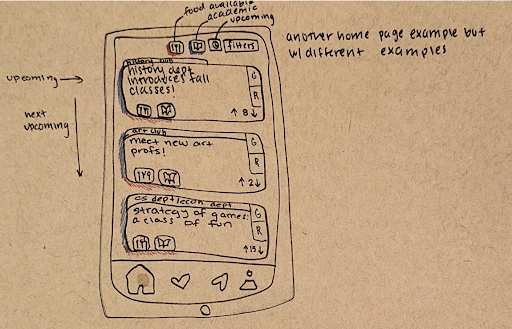 food available
academic
upcoming
another home page example but
w/ different examples
filters
upcoming
next
upcoming
history club
history dept
introduces fall
classes!
G
R
8
art club
meet new art
profs!
G
R
2
cs dept/econ dept
strategy of games:
a class of fun
G
R
15